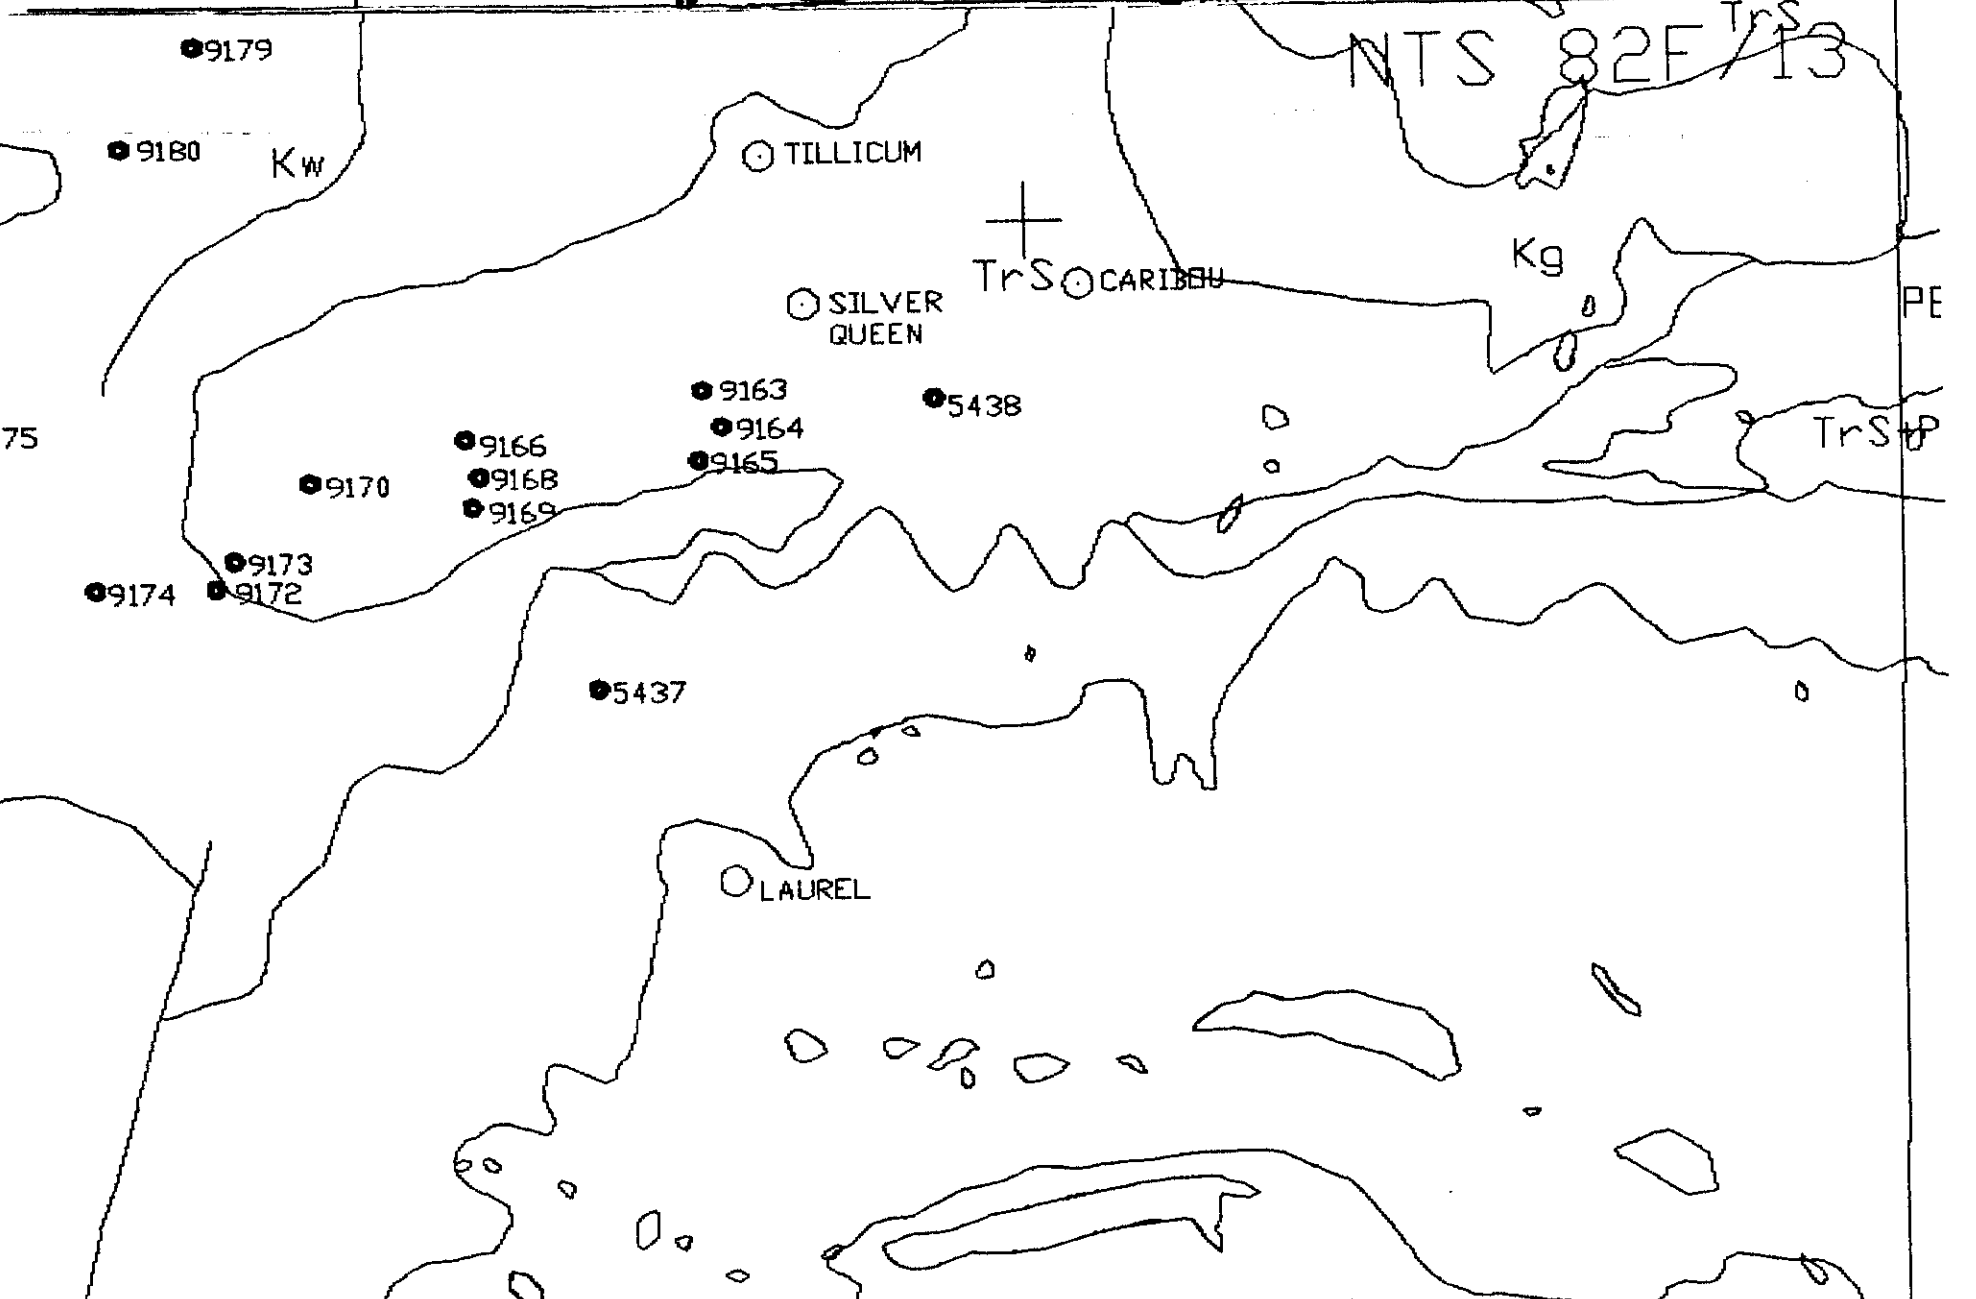 TrS
NTS 82F/13
9179
9180
Kw
TILLICUM
Kg
TrS
CARIBOU
SILVER
QUEEN
PE
9163
5438
9164
75
9166
9165
TrS+P
9168
9170
9169
9173
9174
9172
5437
LAUREL